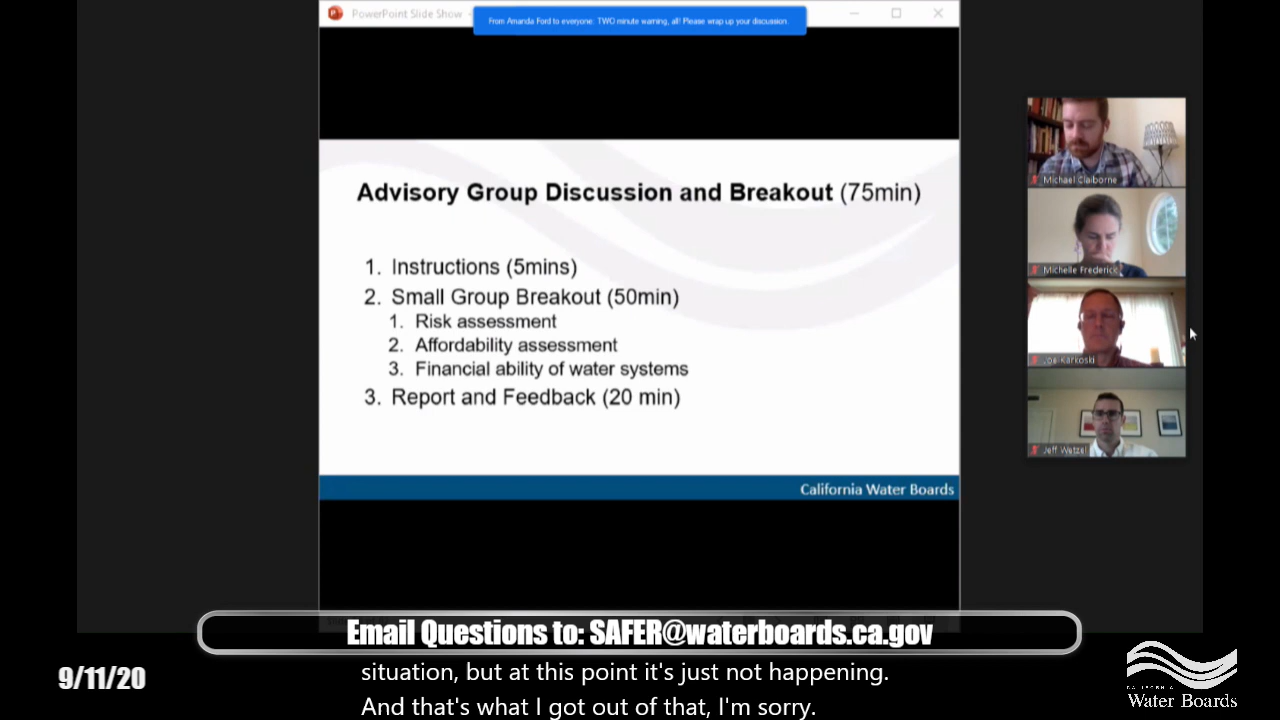 PowerPoint Slide Show -
From Amanda Ford to everyone: TWO minute warning, all! Please wrap up your discussion.
Advisory Group Discussion and Breakout (75min)
1. Instructions (5mins)
2. Small Group Breakout (50min)
1. Risk assessment
2. Affordability assessment
3. Financial ability of water systems
3. Report and Feedback (20 min)
California Water Boards
Michael Claiborne
Michelle Frederick
Joe Karkoski
Jeff Wetzel
Email Questions to: SAFER@waterboards.ca.gov
situation, but at this point it's just not happening.
And that's what I got out of that, I'm sorry.
9/11/20
CALIFORNIA
Water Boards